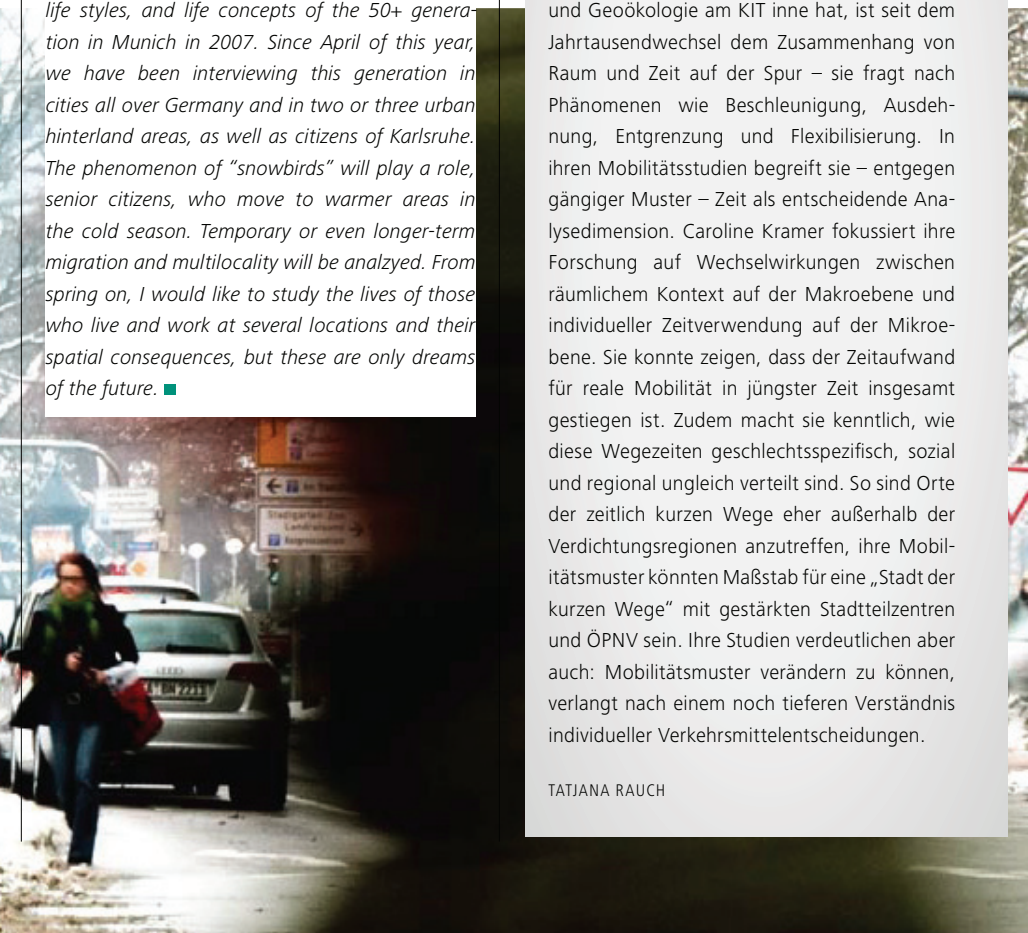 life styles, and life concepts of the 50+ genera-
tion in Munich in 2007. Since April of this year,
we have been interviewing this generation in
cities all over Germany and in two or three urban
hinterland areas, as well as citizens of Karlsruhe.
The phenomenon of “snowbirds” will play a role,
senior citizens, who move to warmer areas in
the cold season. Temporary or even longer-term
migration and multilocality will be analzyed. From
spring on, I would like to study the lives of those
who live and work at several locations and their
spatial consequences, but these are only dreams
of the future.
und Geoökologie am KIT inne hat, ist seit dem
Jahrtausendwechsel dem Zusammenhang von
Raum und Zeit auf der Spur – sie fragt nach
Phänomenen wie Beschleunigung, Ausdeh-
nung, Entgrenzung und Flexibilisierung. In
ihren Mobilitätsstudien begreift sie – entgegen
gängiger Muster – Zeit als entscheidende Ana-
lysedimension. Caroline Kramer fokussiert ihre
Forschung auf Wechselwirkungen zwischen
räumlichem Kontext auf der Makroebene und
individueller Zeitverwendung auf der Mikroe-
bene. Sie konnte zeigen, dass der Zeitaufwand
für reale Mobilität in jüngster Zeit insgesamt
gestiegen ist. Zudem macht sie kenntlich, wie
diese Wegezeiten geschlechtsspezifisch, sozial
und regional ungleich verteilt sind. So sind Orte
der zeitlich kurzen Wege eher außerhalb der
Verdichtungsregionen anzutreffen, ihre Mobil-
itätsmuster könnten Maßstab für eine „Stadt der
kurzen Wege“ mit gestärkten Stadtteilzentren
und ÖPNV sein. Ihre Studien verdeutlichen aber
auch: Mobilitätsmuster verändern zu können,
verlangt nach einem noch tieferen Verständnis
individueller Verkehrsmittelentscheidungen.
TATJANA RAUCH
Stadtgarten Zoo
Landratsamt